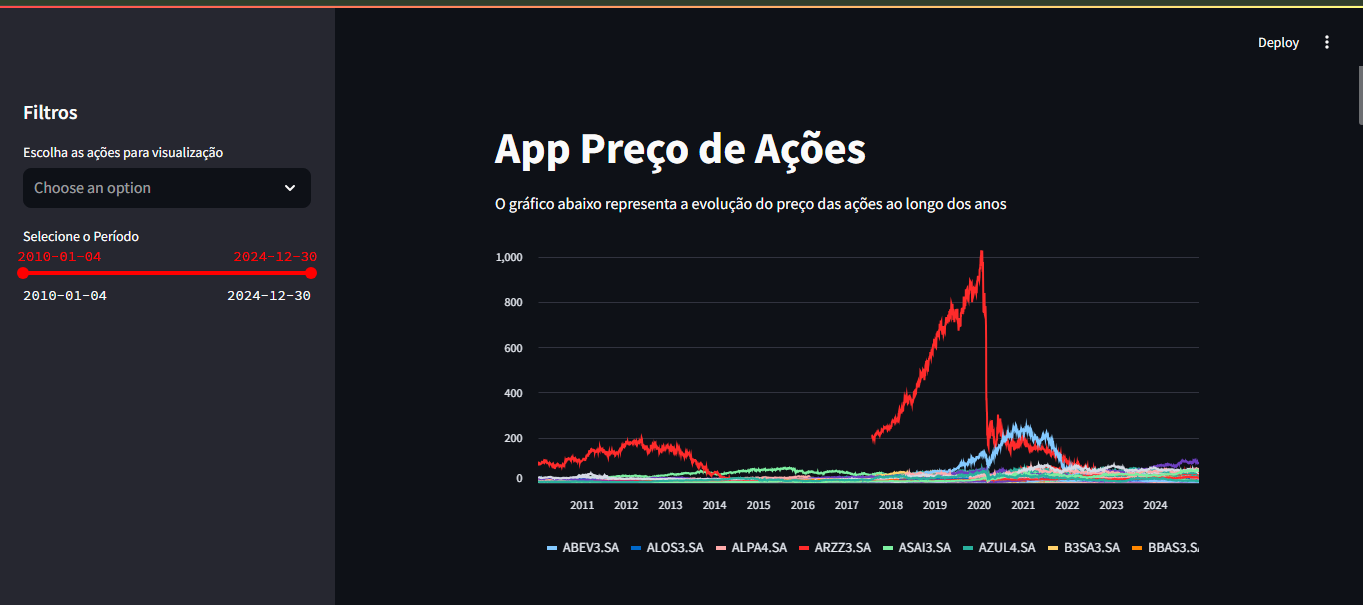 Deploy
Filtros
Escolha as ações para visualização
Choose an option
Selecione o Período
2010-01-04 2024-12-30
2010-01-04 2024-12-30
App Preço de Ações
O gráfico abaixo representa a evolução do preço das ações ao longo dos anos
1,000
800
600
400
200
0
2011 2012 2013 2014 2015 2016 2017 2018 2019 2020 2021 2022 2023 2024
ABEV3.SA ALOS3.SA ALPA4.SA ARZZ3.SA ASAI3.SA AZUL4.SA B3SA3.SA BBAS3.S